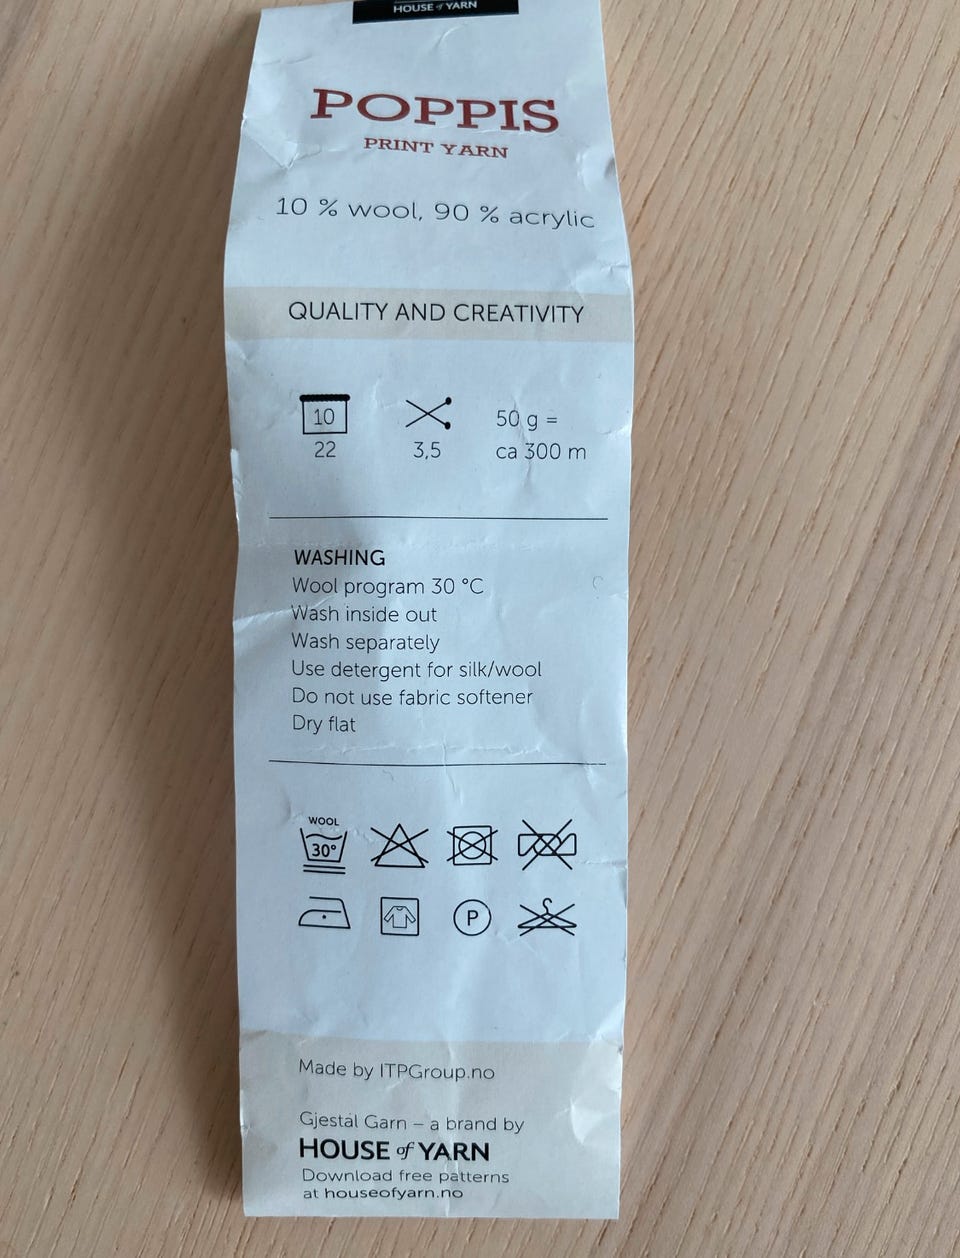 HOUSE of YARN
POPPIS
PRINT YARN
10 % wool, 90 % acrylic
QUALITY AND CREATIVITY
10
22
3,5
50 g =
ca 300 m
WASHING
Wool program 30 °C
Wash inside out
Wash separately
Use detergent for silk/wool
Do not use fabric softener
Dry flat
WOOL
30°
P
Made by ITPGroup.no
Gjestal Garn – a brand by
HOUSE of YARN
Download free patterns
at houseofyarn.no